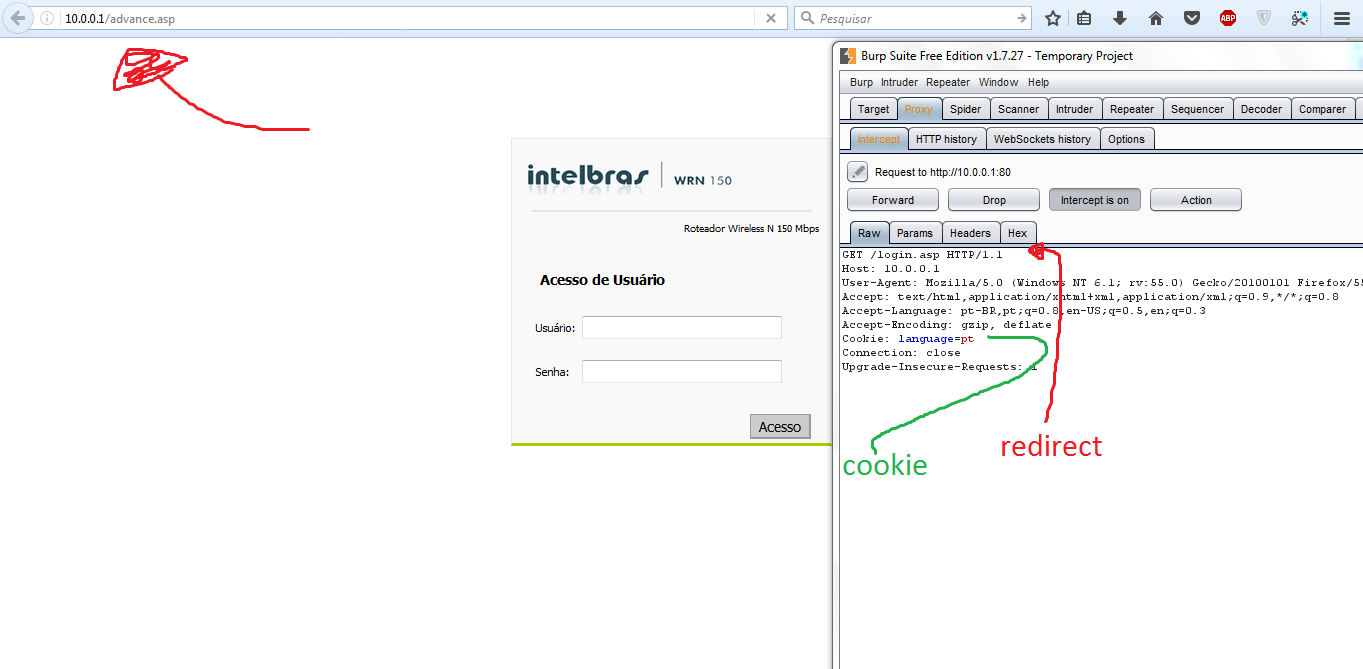 10.0.0.1/advance.asp
Pesquisar
ABP
Burp Suite Free Edition v1.7.27 - Temporary Project
Burp Intruder Repeater Window Help
Target Proxy Spider Scanner Intruder Repeater Sequencer Decoder Comparer
Intercept HTTP history WebSockets history Options
Request to http://10.0.0.1:80
Forward Drop Intercept is on Action
Raw Params Headers Hex
GET /login.asp HTTP/1.1
Host: 10.0.0.1
User-Agent: Mozilla/5.0 (Windows NT 6.1; rv:55.0) Gecko/20100101 Firefox/55
Accept: text/html,application/xhtml+xml,application/xml;q=0.9,*/*;q=0.8
Accept-Language: pt-BR,pt;q=0.8,en-US;q=0.5,en;q=0.3
Accept-Encoding: gzip, deflate
Cookie: language=pt
Connection: close
Upgrade-Insecure-Requests: 1
redirect
cookie
intelbras WRN 150
Roteador Wireless N 150 Mbps
Acesso de Usuário
Usuário:
Senha:
Acesso